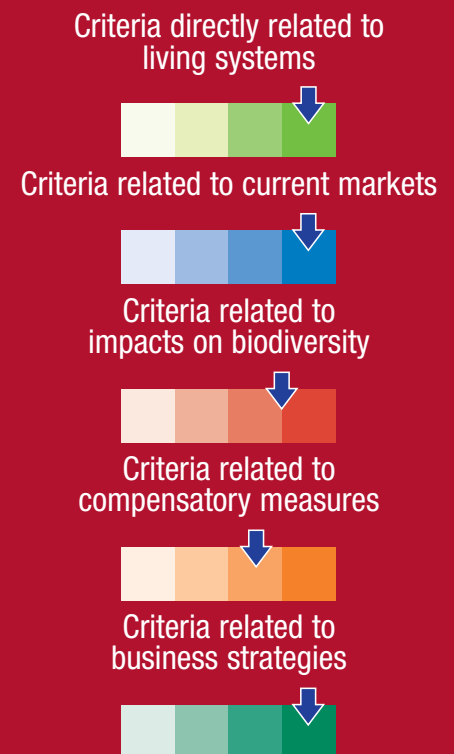 Criteria directly related to
living systems
Criteria related to current markets
Criteria related to
impacts on biodiversity
Criteria related to
compensatory measures
Criteria related to
business strategies